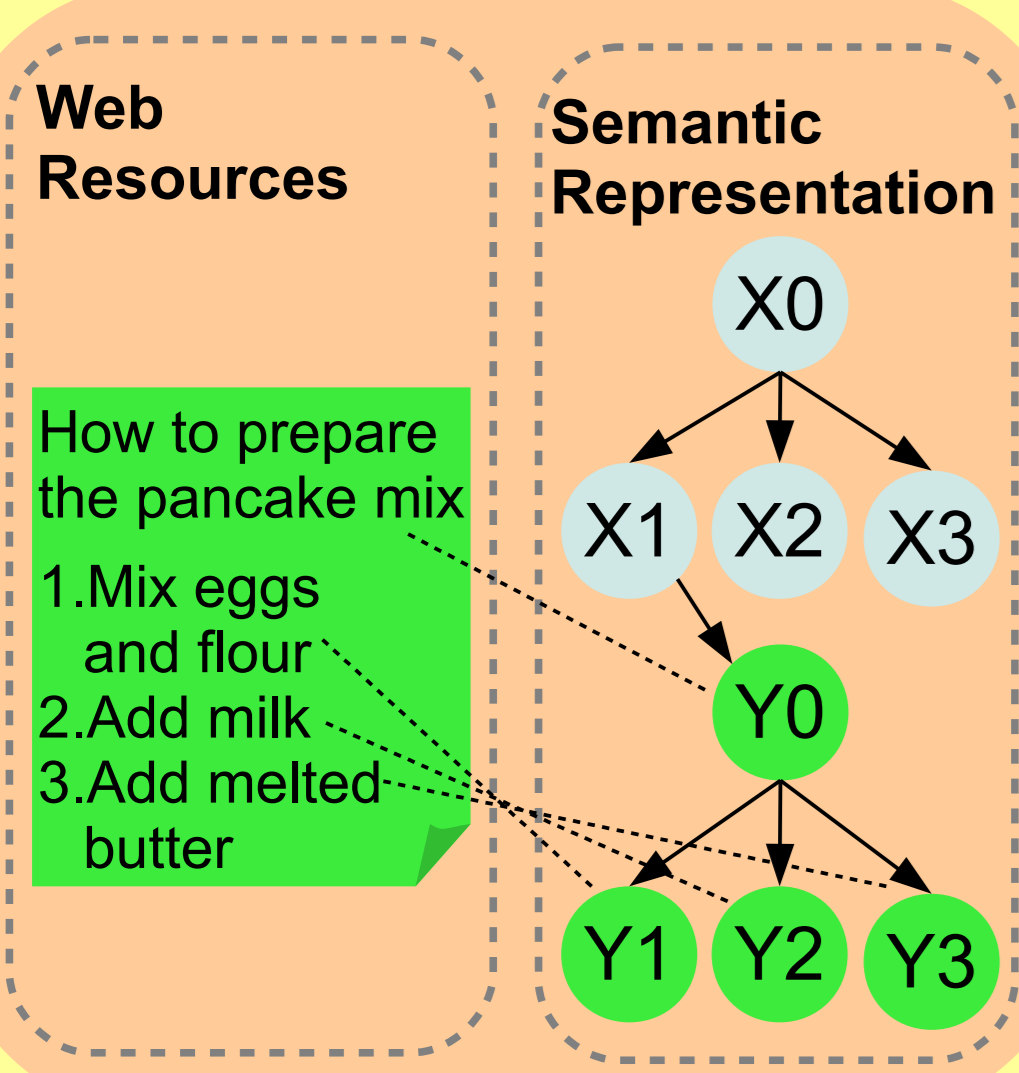 Web
Resources
How to prepare
the pancake mix
1.Mix eggs
and flour
2.Add milk
3.Add melted
butter
Semantic
Representation
X0
X1 X2 X3
Y0
Y1 Y2 Y3